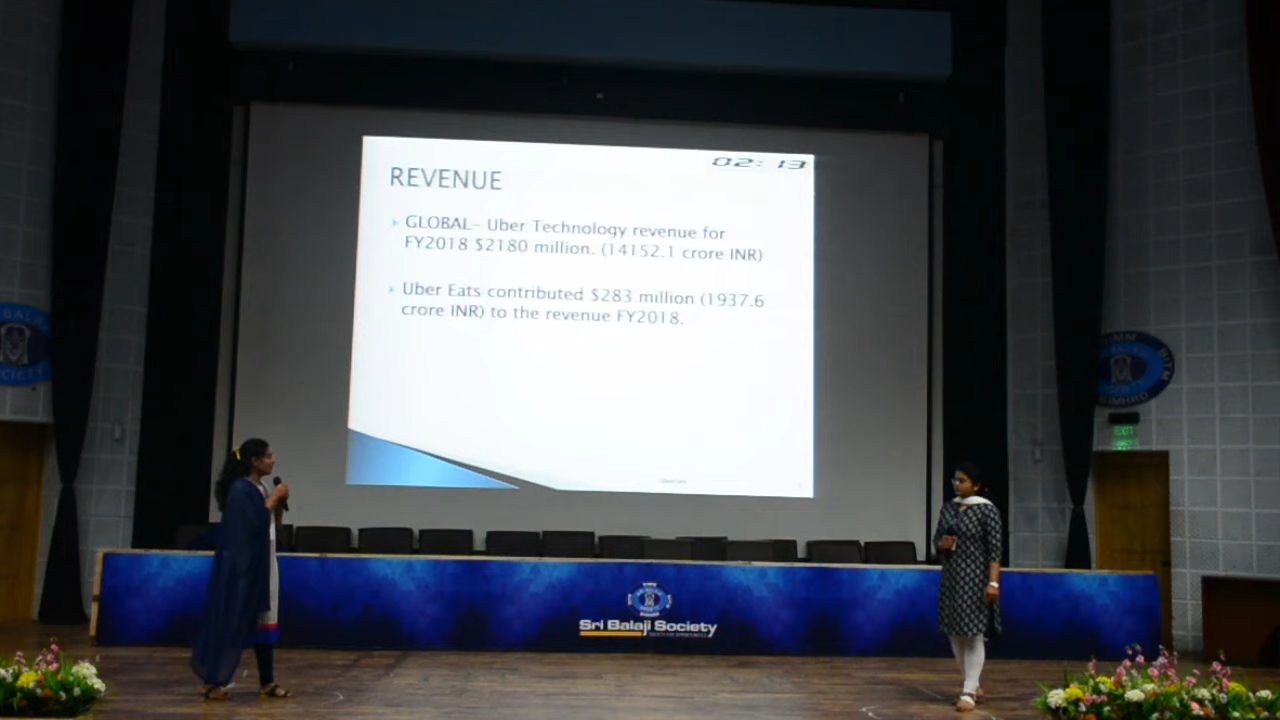 02: 13
REVENUE
GLOBAL- Uber Technology revenue for
FY2018 $2180 million. (14152.1 crore INR)
Uber Eats contributed $283 million (1937.6
crore INR) to the revenue FY2018.
EXIT
Sri Balaji Society